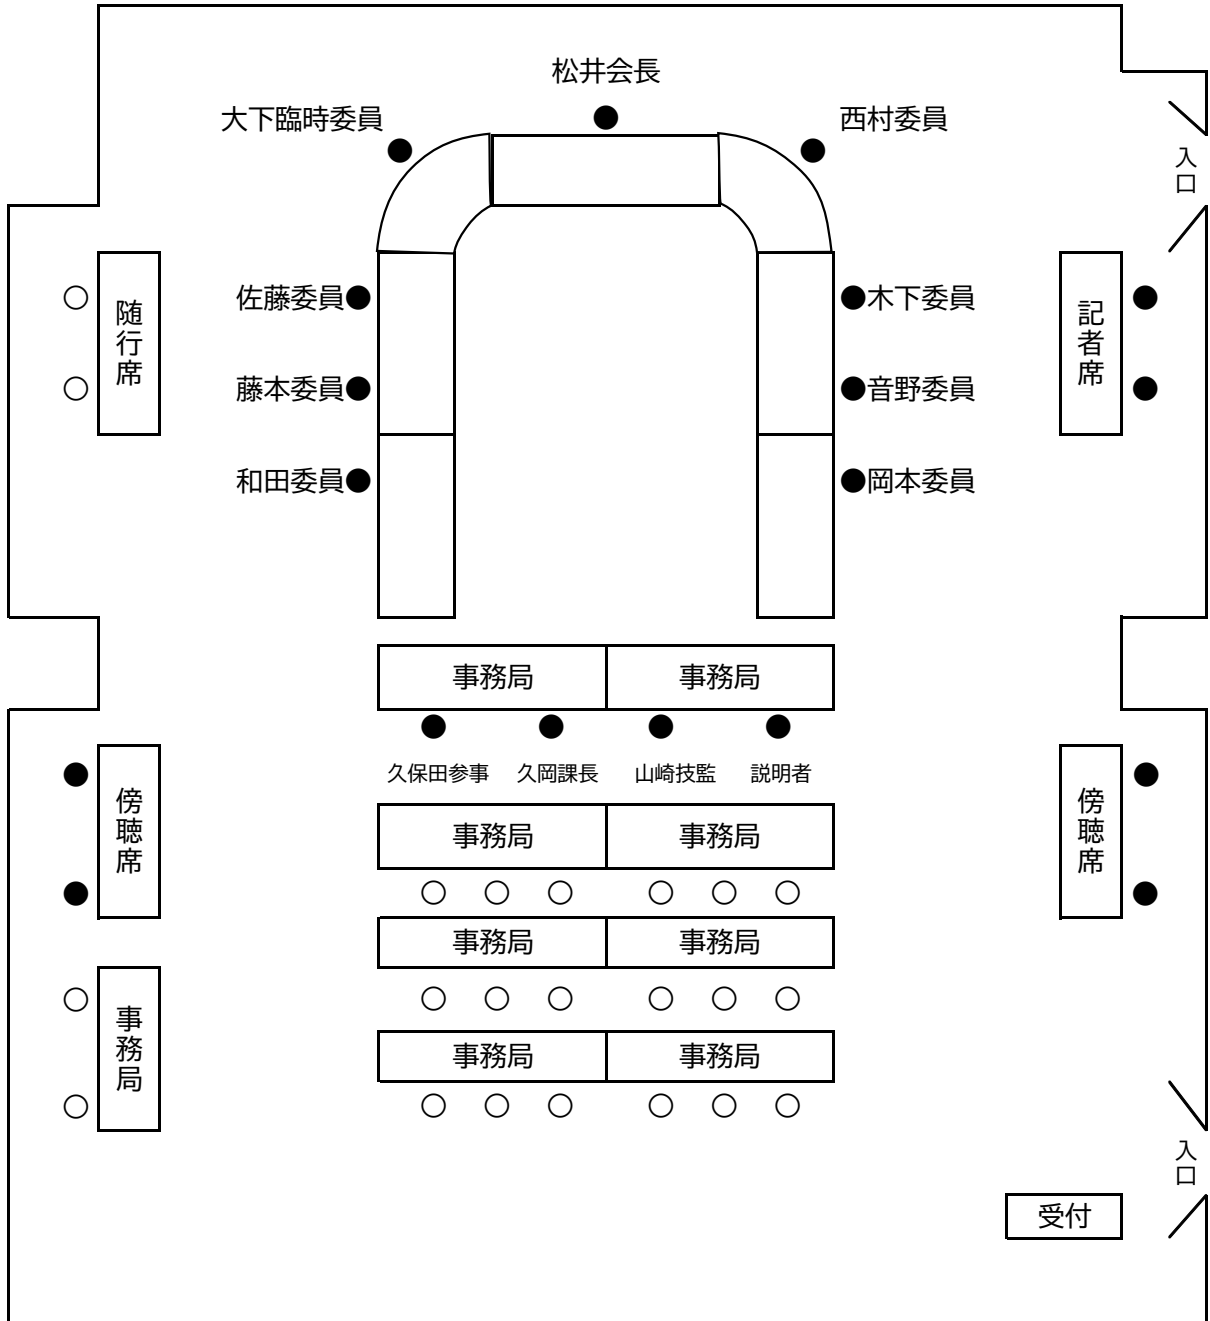 松井会長
大下臨時委員
西村委員
入口
佐藤委員
木下委員
随行席
記者席
藤本委員
音野委員
和田委員
岡本委員
事務局
事務局
久保田参事
久岡課長
山崎技監
説明者
傍聴席
事務局
事務局
傍聴席
事務局
事務局
事務局
事務局
事務局
入口
受付